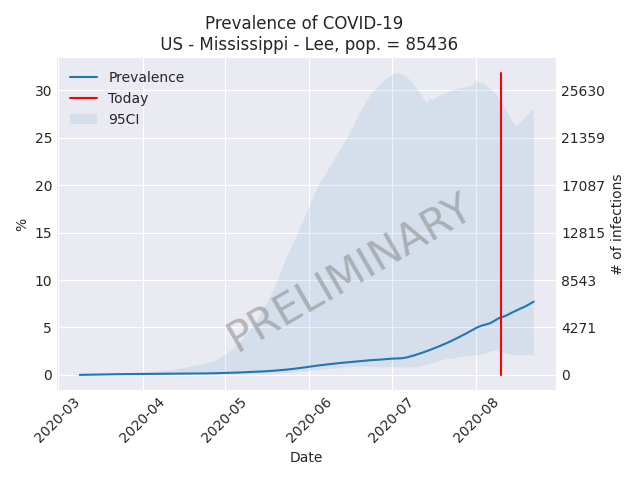 Prevalence of COVID-19
US - Mississippi - Lee, pop. = 85436
Prevalence
Today
95CI
PRELIMINARY
%
30
25
20
15
10
5
0
25630
21359
17087
12815
8543
4271
0
# of infections
2020-03
2020-04
2020-05
2020-06
2020-07
2020-08
Date